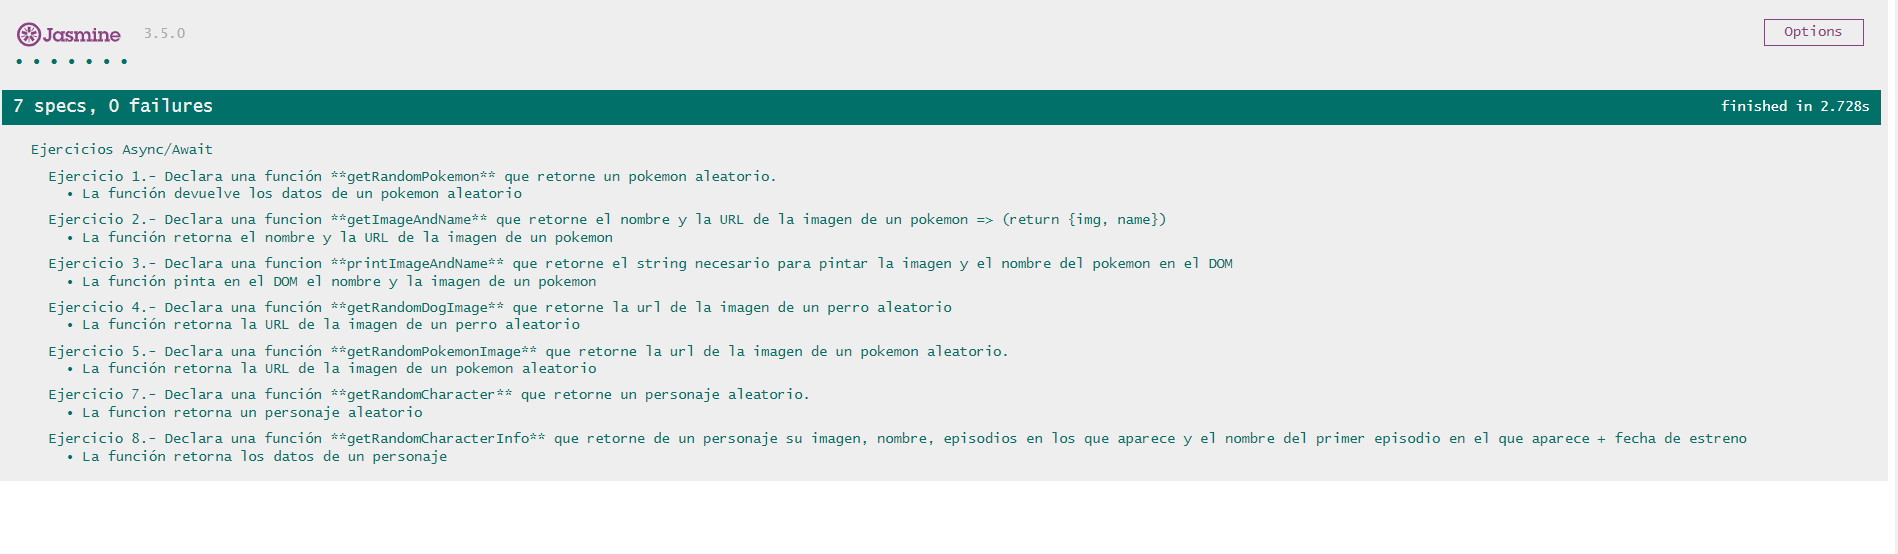 Jasmine 3.5.0 Options
• • • • • • •
7 specs, 0 failures finished in 2.728s
Ejercicios Async/Await
Ejercicio 1.- Declara una función **getRandomPokemon** que retorne un pokemon aleatorio.
• La función devuelve los datos de un pokemon aleatorio
Ejercicio 2.- Declara una funcion **getImageAndName** que retorne el nombre y la URL de la imagen de un pokemon => (return {img, name})
• La función retorna el nombre y la URL de la imagen de un pokemon
Ejercicio 3.- Declara una funcion **printImageAndName** que retorne el string necesario para pintar la imagen y el nombre del pokemon en el DOM
• La función pinta en el DOM el nombre y la imagen de un pokemon
Ejercicio 4.- Declara una función **getRandomDogImage** que retorne la url de la imagen de un perro aleatorio
• La función retorna la URL de la imagen de un perro aleatorio
Ejercicio 5.- Declara una función **getRandomPokemonImage** que retorne la url de la imagen de un pokemon aleatorio.
• La función retorna la URL de la imagen de un pokemon aleatorio
Ejercicio 7.- Declara una función **getRandomCharacter** que retorne un personaje aleatorio.
• La funcion retorna un personaje aleatorio
Ejercicio 8.- Declara una función **getRandomCharacterInfo** que retorne de un personaje su imagen, nombre, episodios en los que aparece y el nombre del primer episodio en el que aparece + fecha de estreno
• La función retorna los datos de un personaje